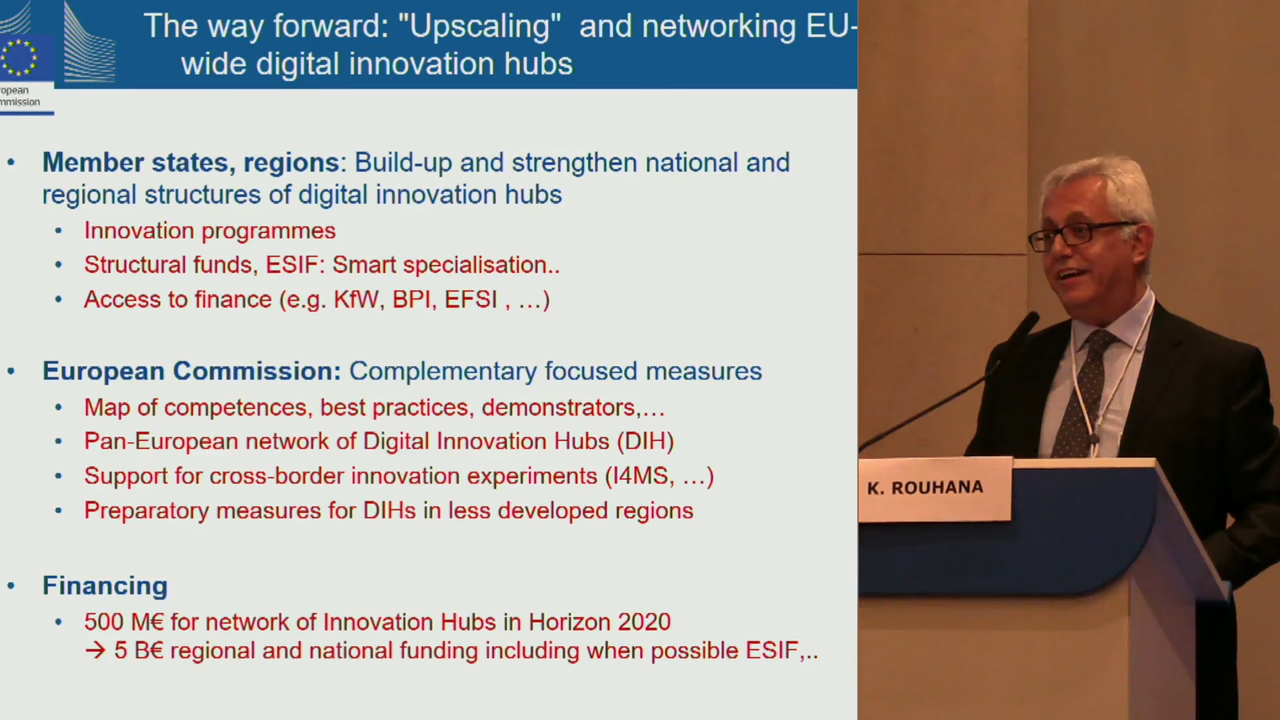 The way forward: "Upscaling" and networking EU-
wide digital innovation hubs
ropean
mmission
• Member states, regions: Build-up and strengthen national and
regional structures of digital innovation hubs
• Innovation programmes
• Structural funds, ESIF: Smart specialisation..
• Access to finance (e.g. KfW, BPI, EFSI , …)
• European Commission: Complementary focused measures
• Map of competences, best practices, demonstrators,…
• Pan-European network of Digital Innovation Hubs (DIH)
• Support for cross-border innovation experiments (I4MS, …)
• Preparatory measures for DIHs in less developed regions
• Financing
• 500 M€ for network of Innovation Hubs in Horizon 2020
→ 5 B€ regional and national funding including when possible ESIF,..
K. ROUHANA